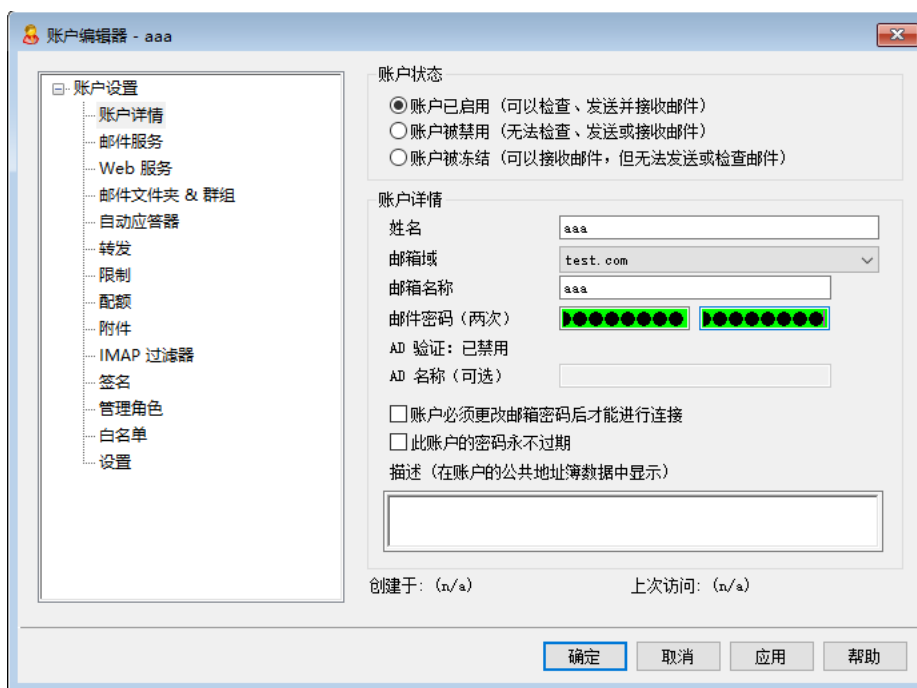 账户编辑器 - aaa
账户设置
账户详情
邮件服务
Web 服务
邮件文件夹 & 群组
自动应答器
转发
限制
配额
附件
IMAP 过滤器
签名
管理角色
白名单
设置
账户状态
账户已启用（可以检查、发送并接收邮件）
账户被禁用（无法检查、发送或接收邮件）
账户被冻结（可以接收邮件，但无法发送或检查邮件）
账户详情
姓名 aaa
邮箱域 test.com
邮箱名称 aaa
邮件密码（两次）
AD 验证：已禁用
AD 名称（可选）
账户必须更改邮箱密码后才能进行连接
此账户的密码永不过期
描述（在账户的公共地址簿数据中显示）
创建于：(n/a) 上次访问：(n/a)
确定 取消 应用 帮助